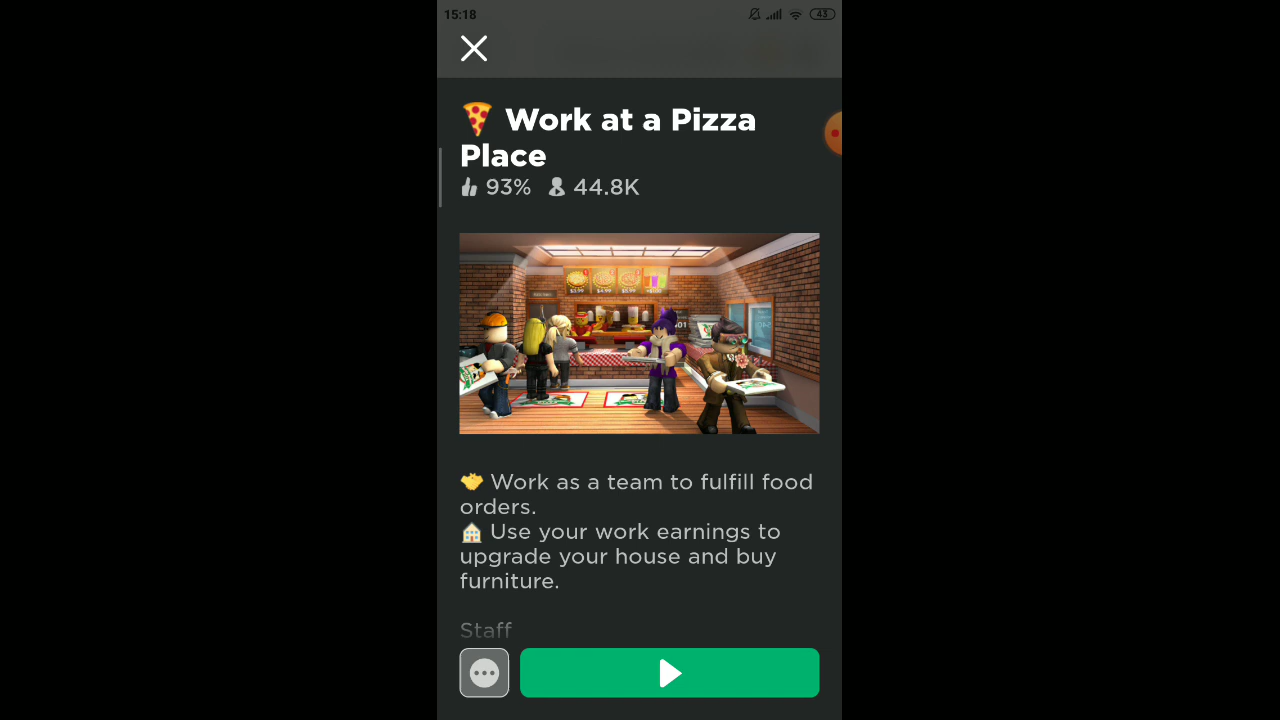 15:18
43
🍕 Work at a Pizza
Place
93% 44.8K
🤝 Work as a team to fulfill food
orders.
🏠 Use your work earnings to
upgrade your house and buy
furniture.
Staff